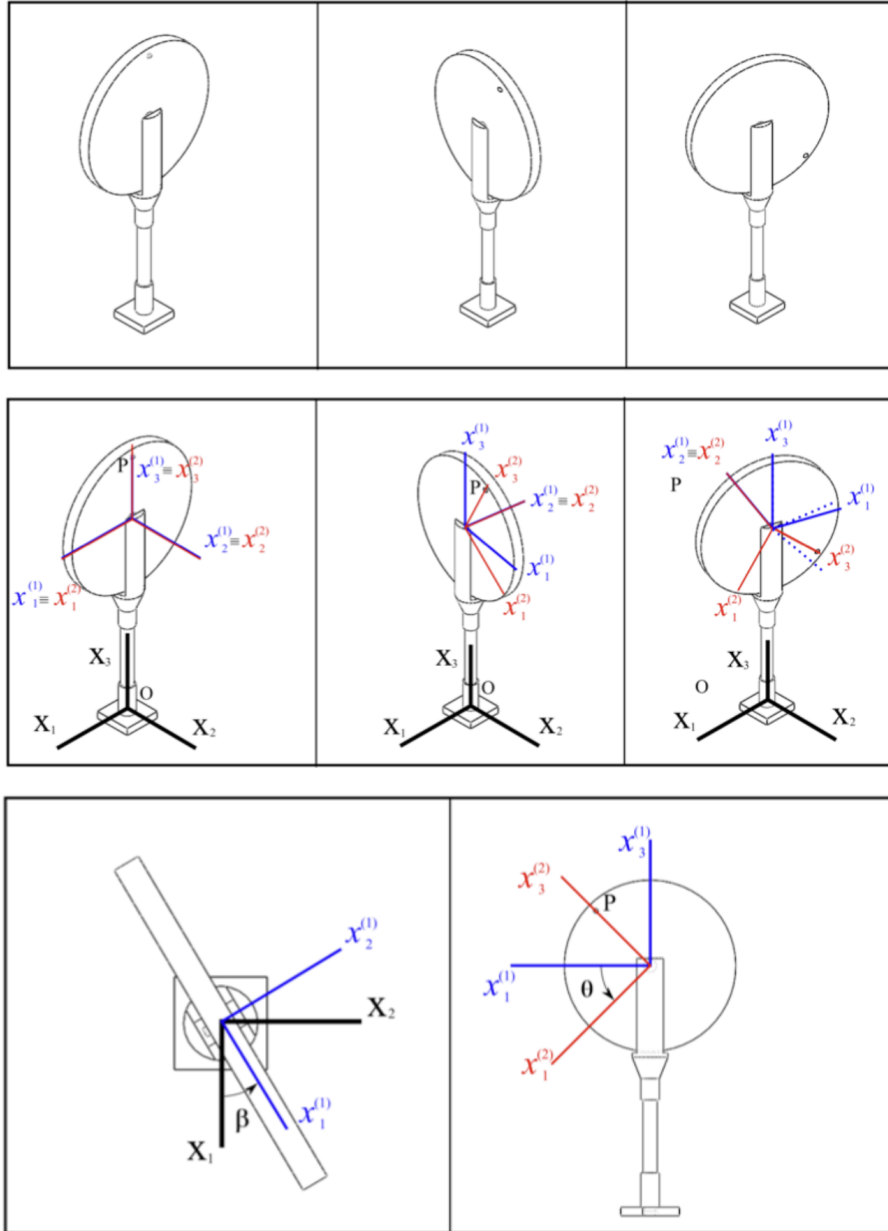 P x₃⁽¹⁾≡ x₃⁽²⁾
x₂⁽¹⁾≡ x₂⁽²⁾
x₁⁽¹⁾≡ x₁⁽²⁾
X₃
O
X₁ X₂
x₃⁽¹⁾
P x₃⁽²⁾
x₂⁽¹⁾≡ x₂⁽²⁾
x₁⁽¹⁾
x₁⁽²⁾
X₃
O
X₁ X₂
x₃⁽¹⁾
x₂⁽¹⁾≡x₂⁽²⁾
P
x₁⁽¹⁾
x₃⁽²⁾
x₁⁽²⁾
X₃
O
X₁ X₂
x₂⁽¹⁾
X₂
β
x₁⁽¹⁾
X₁
x₃⁽¹⁾
x₃⁽²⁾
P
x₁⁽¹⁾
θ
x₁⁽²⁾